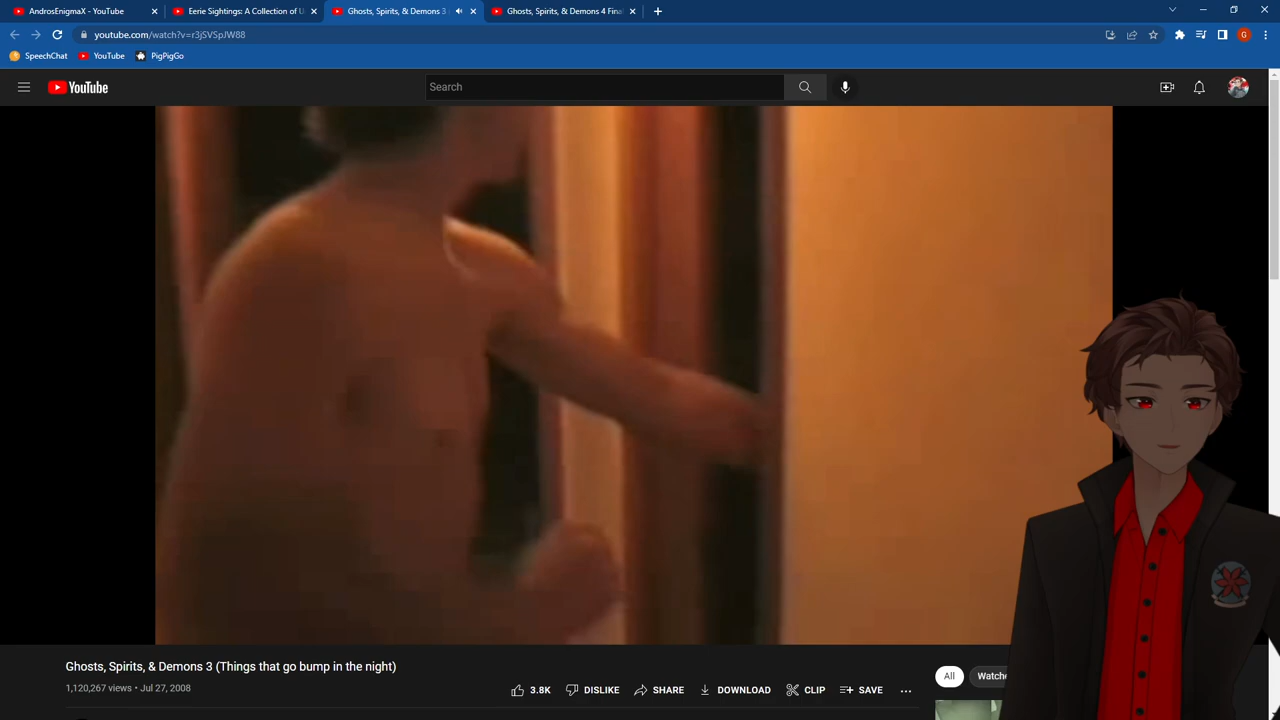 AndrosEnigmaX - YouTube
Eerie Sightings: A Collection of U
Ghosts, Spirits, & Demons 3
Ghosts, Spirits, & Demons 4 Fina
youtube.com/watch?v=r3jSVSpJW88
G
SpeechChat
YouTube
PigPigGo
YouTube
Search
Ghosts, Spirits, & Demons 3 (Things that go bump in the night)
1,120,267 views • Jul 27, 2008
3.8K
DISLIKE
SHARE
DOWNLOAD
CLIP
SAVE
All
Watche